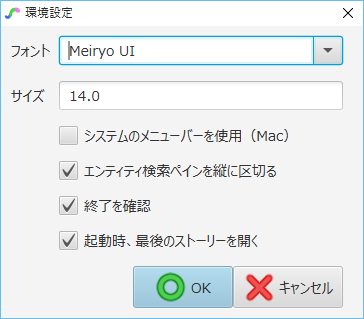 環境設定
フォント Meiryo UI
サイズ 14.0
システムのメニューバーを使用（Mac）
エンティティ検索ペインを縦に区切る
終了を確認
起動時、最後のストーリーを開く
OK キャンセル